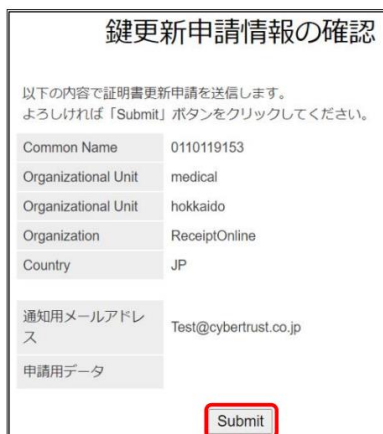 鍵更新申請情報の確認
以下の内容で証明書更新申請を送信します。
よろしければ「Submit」ボタンをクリックしてください。
Common Name 0110119153
Organizational Unit medical
Organizational Unit hokkaido
Organization ReceiptOnline
Country JP
通知用メールアドレ
ス Test@cybertrust.co.jp
申請用データ
Submit